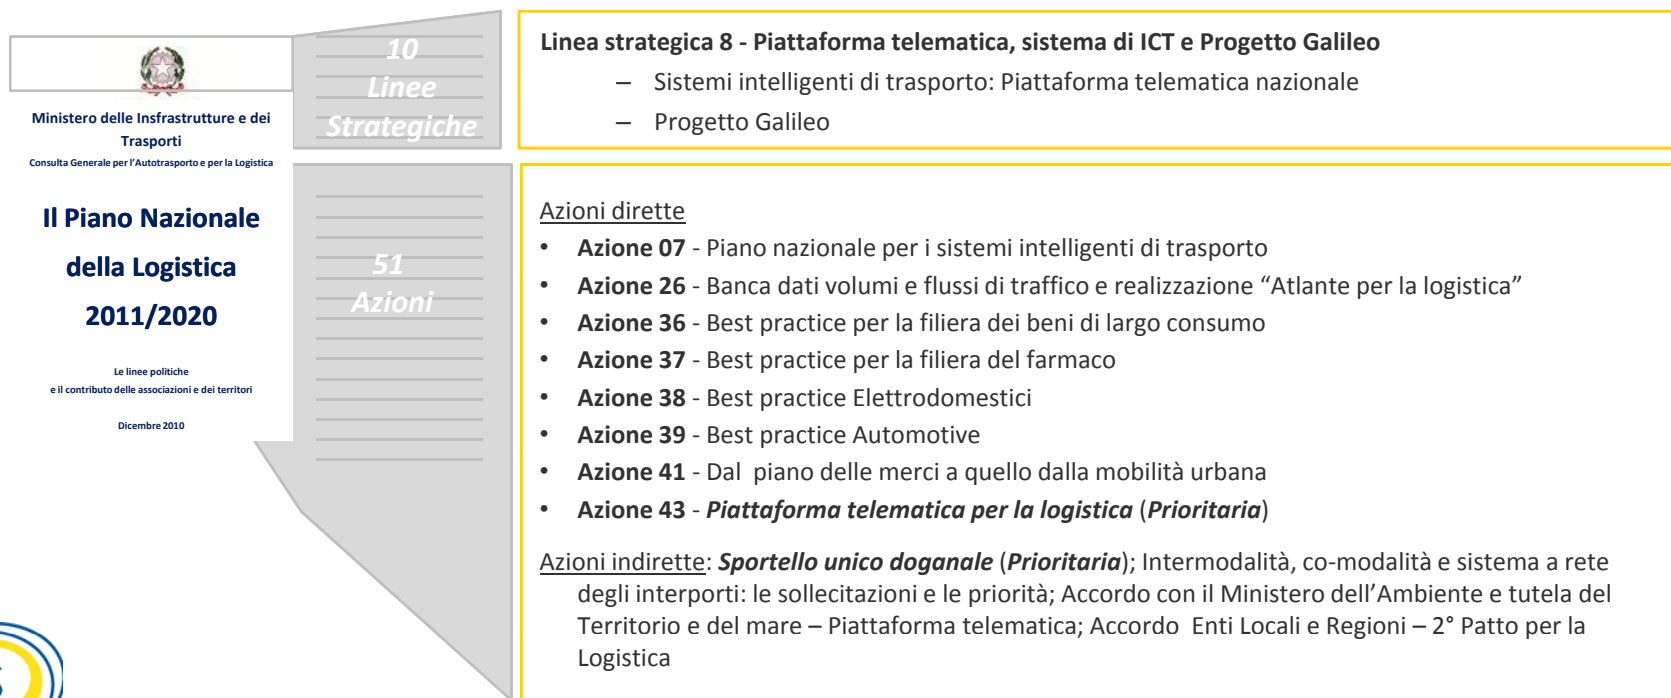 Ministero delle Insfrastrutture e dei
Trasporti
Consulta Generale per l'Autotrasporto e per la Logistica
Il Piano Nazionale
della Logistica
2011/2020
Le linee politiche
e il contributo delle associazioni e dei territori
Dicembre 2010
10
Linee
Strategiche
51
Azioni
Linea strategica 8 - Piattaforma telematica, sistema di ICT e Progetto Galileo
– Sistemi intelligenti di trasporto: Piattaforma telematica nazionale
– Progetto Galileo
Azioni dirette
• Azione 07 - Piano nazionale per i sistemi intelligenti di trasporto
• Azione 26 - Banca dati volumi e flussi di traffico e realizzazione “Atlante per la logistica”
• Azione 36 - Best practice per la filiera dei beni di largo consumo
• Azione 37 - Best practice per la filiera del farmaco
• Azione 38 - Best practice Elettrodomestici
• Azione 39 - Best practice Automotive
• Azione 41 - Dal piano delle merci a quello dalla mobilità urbana
• Azione 43 - Piattaforma telematica per la logistica (Prioritaria)
Azioni indirette: Sportello unico doganale (Prioritaria); Intermodalità, co-modalità e sistema a rete
degli interporti: le sollecitazioni e le priorità; Accordo con il Ministero dell’Ambiente e tutela del
Territorio e del mare – Piattaforma telematica; Accordo Enti Locali e Regioni – 2° Patto per la
Logistica